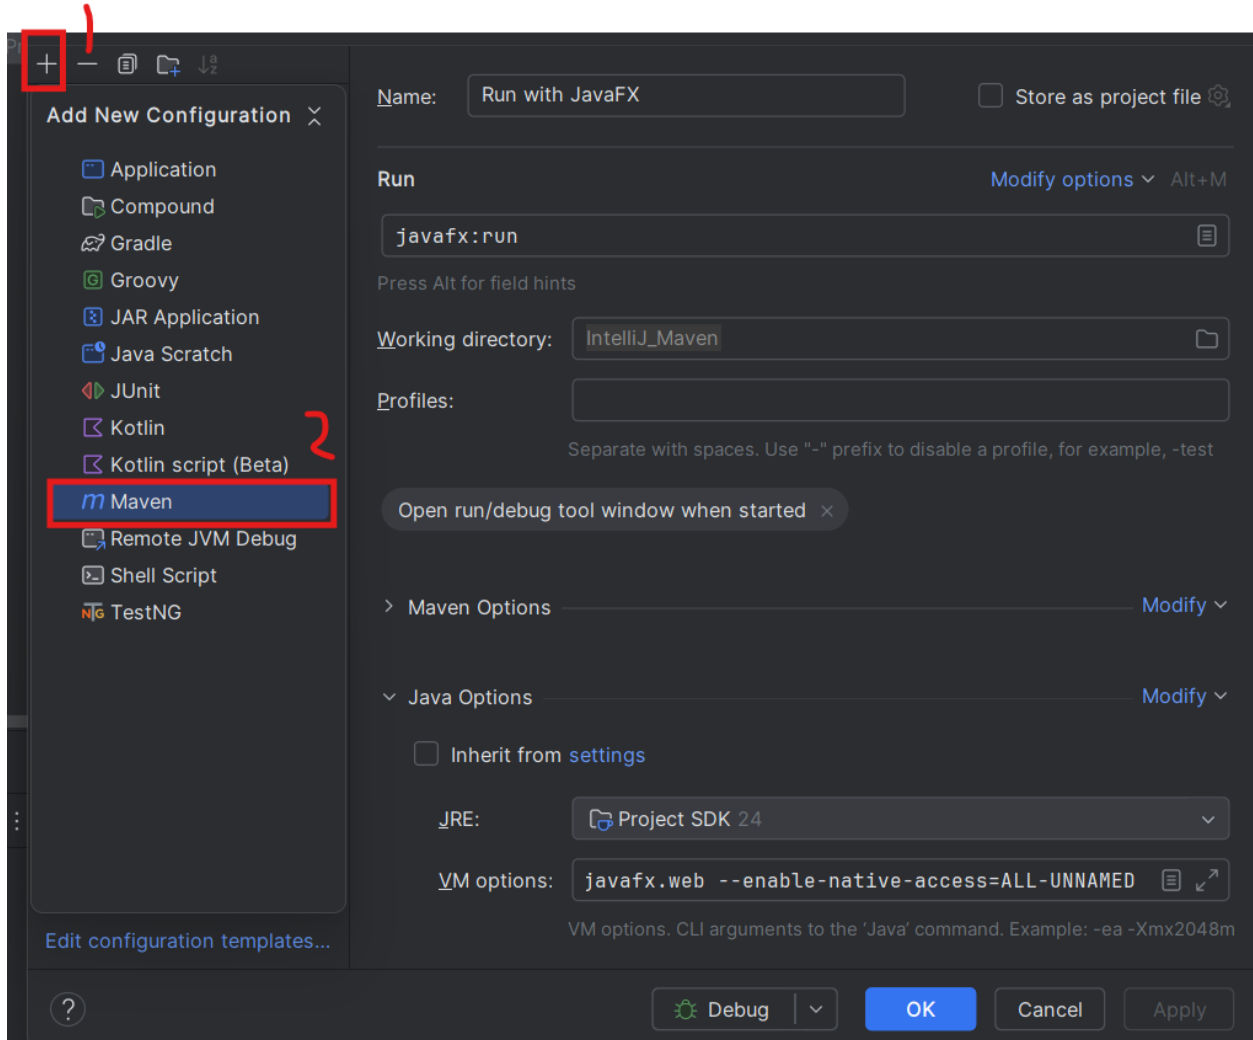 Add New Configuration
Application
Compound
Gradle
Groovy
JAR Application
Java Scratch
JUnit
Kotlin
2
Kotlin script (Beta)
Maven
Remote JVM Debug
Shell Script
TestNG
Edit configuration templates...
Name: Run with JavaFX
Store as project file
Run
Modify options Alt+M
javafx:run
Press Alt for field hints
Working directory: IntelliJ_Maven
Profiles:
Separate with spaces. Use "-" prefix to disable a profile, for example, -test
Open run/debug tool window when started
Maven Options Modify
Java Options Modify
Inherit from settings
JRE: Project SDK 24
VM options: javafx.web --enable-native-access=ALL-UNNAMED
VM options. CLI arguments to the ‘Java’ command. Example: -ea -Xmx2048m
? Debug OK Cancel Apply